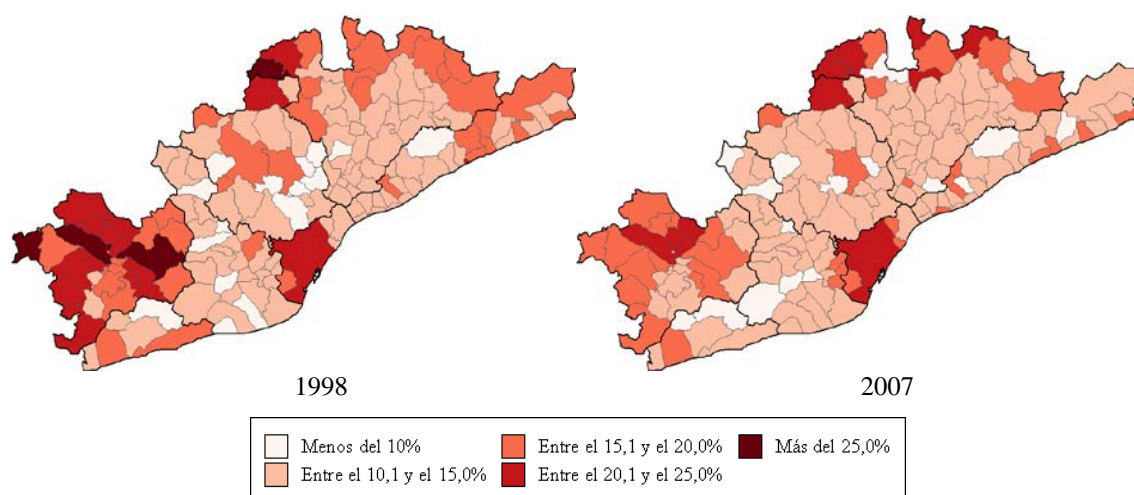 1998 2007
Menos del 10% Entre el 15,1 y el 20,0% Más del 25,0%
Entre el 10,1 y el 15,0% Entre el 20,1 y el 25,0%